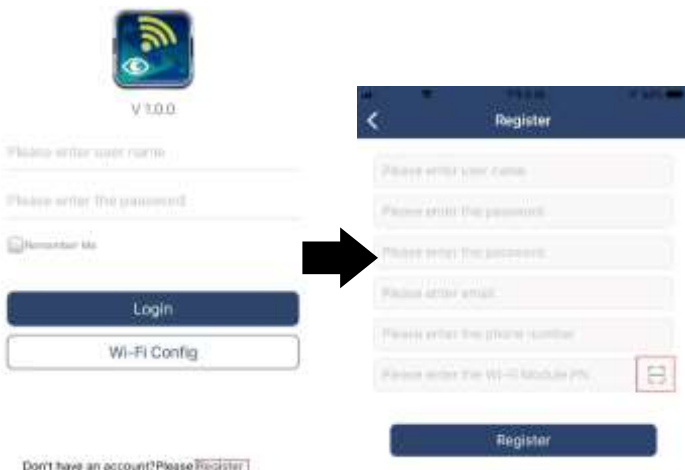 V 1.0.0
Please enter user name
Please enter the password
Remember Me
Login
Wi-Fi Config
Don't have an account?Please Register
Register
Please enter user name
Please enter the password
Please enter the password
Please enter email
Please enter the phone number
Please enter the Wi-Fi Module PN
Register